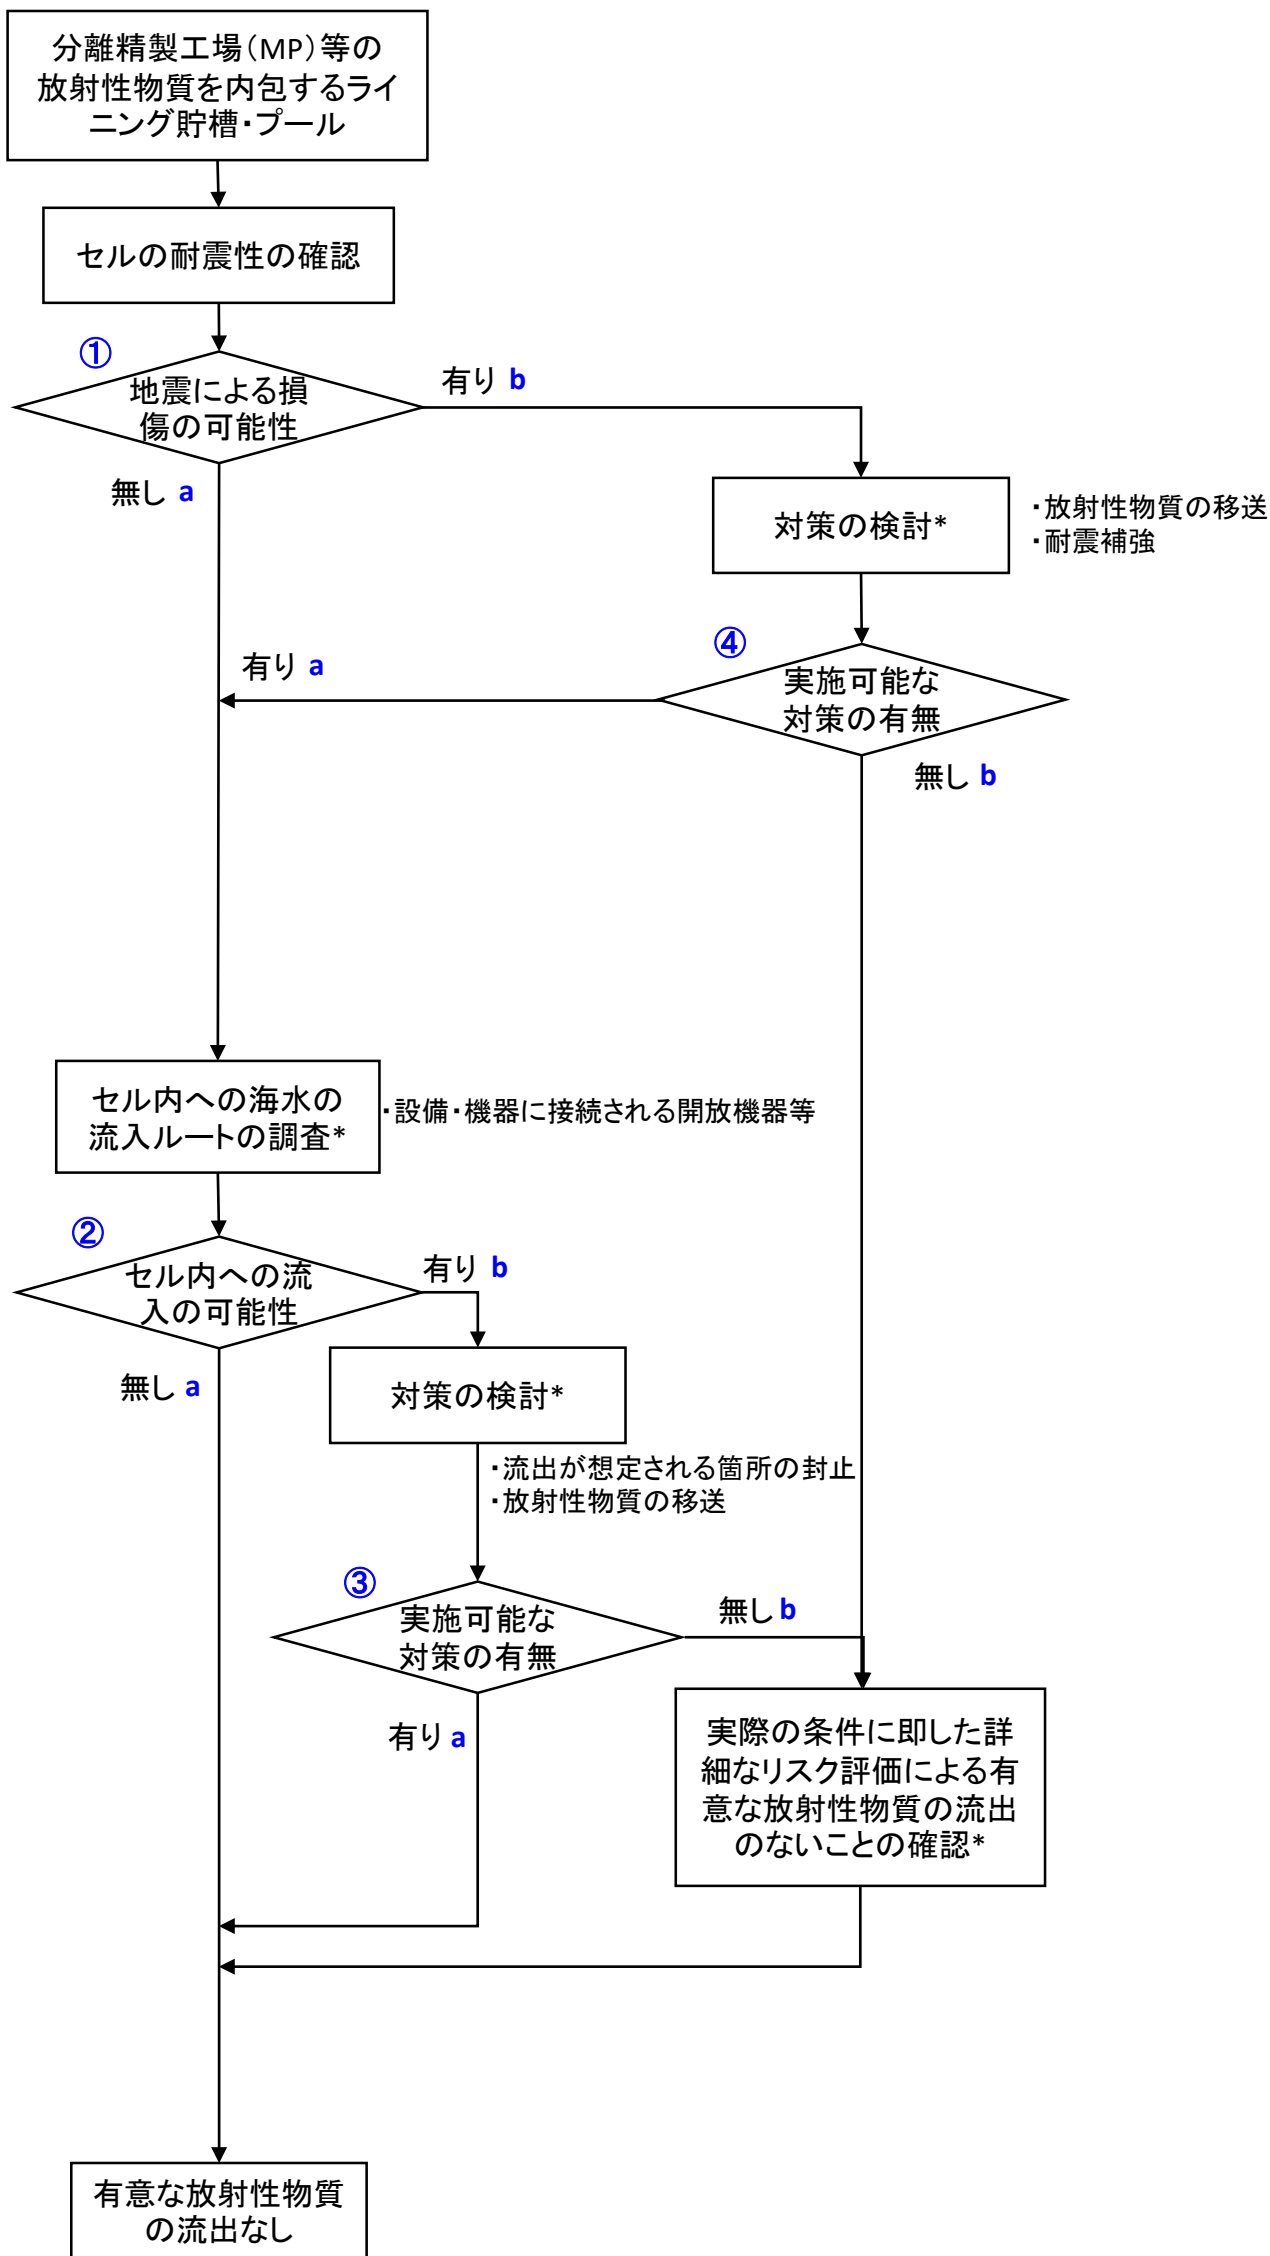 分離精製工場(MP)等の
放射性物質を内包するライ
ニング貯槽・プール
セルの耐震性の確認
①
地震による損
傷の可能性
有り b
無し a
対策の検討*
・放射性物質の移送
・耐震補強
④
実施可能な
対策の有無
有り a
無し b
セル内への海水の
流入ルートの調査*
・設備・機器に接続される開放機器等
②
セル内への流
入の可能性
有り b
無し a
対策の検討*
・流出が想定される箇所の封止
・放射性物質の移送
③
実施可能な
対策の有無
無し b
有り a
実際の条件に即した詳
細なリスク評価による有
意な放射性物質の流出
のないことの確認*
有意な放射性物質
の流出なし